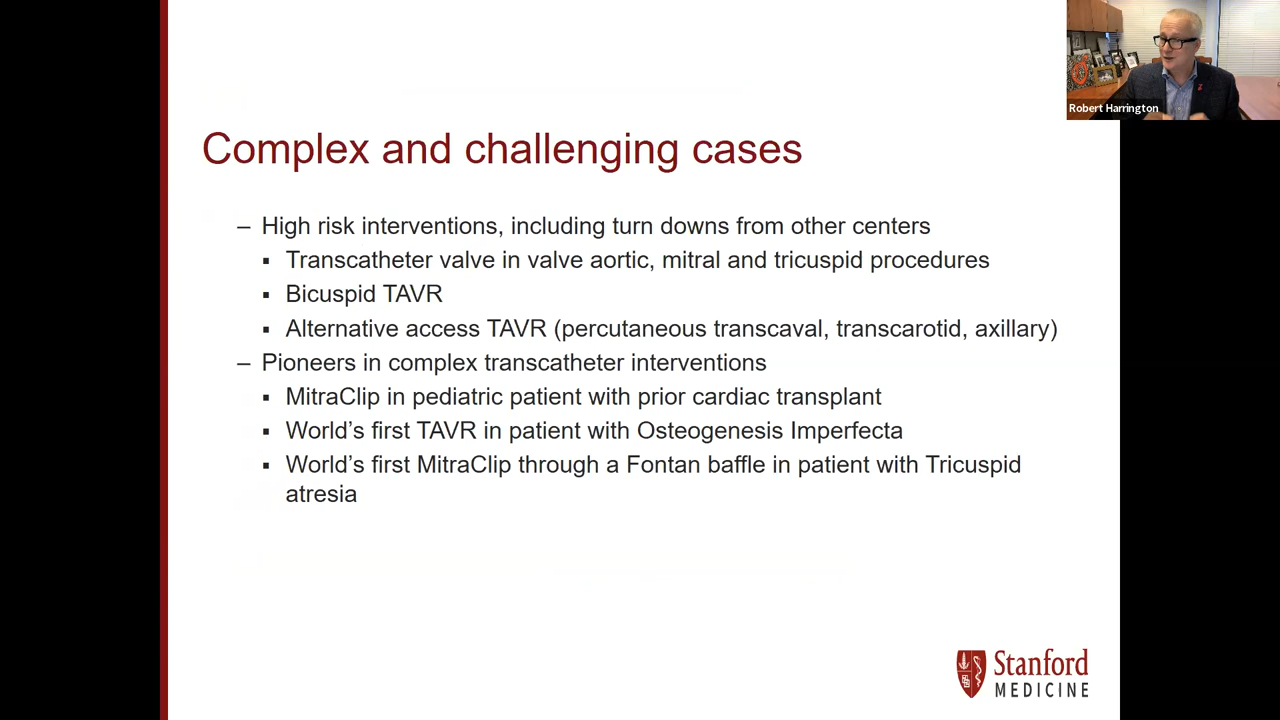 Robert Harrington
Complex and challenging cases
– High risk interventions, including turn downs from other centers
▪ Transcatheter valve in valve aortic, mitral and tricuspid procedures
▪ Bicuspid TAVR
▪ Alternative access TAVR (percutaneous transcaval, transcarotid, axillary)
– Pioneers in complex transcatheter interventions
▪ MitraClip in pediatric patient with prior cardiac transplant
▪ World’s first TAVR in patient with Osteogenesis Imperfecta
▪ World’s first MitraClip through a Fontan baffle in patient with Tricuspid
atresia
Stanford
MEDICINE